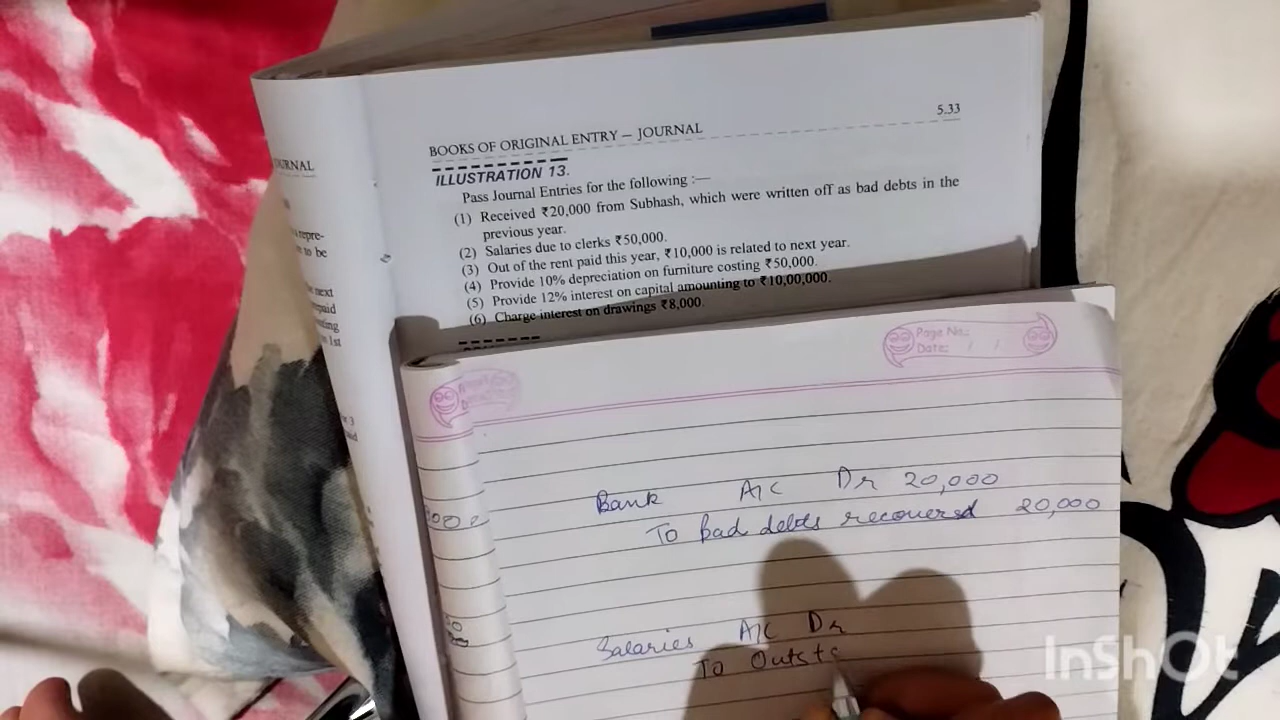 5.33
BOOKS OF ORIGINAL ENTRY – JOURNAL
ILLUSTRATION 13.
Pass Journal Entries for the following :—
(1) Received ₹20,000 from Subhash, which were written off as bad debts in the
previous year.
(2) Salaries due to clerks ₹50,000.
(3) Out of the rent paid this year, ₹10,000 is related to next year.
(4) Provide 10% depreciation on furniture costing ₹50,000.
(5) Provide 12% interest on capital amounting to ₹10,00,000.
(6) Charge interest on drawings ₹8,000.
Page No.:
Date: / /
Bank A/C Dr 20,000
To bad debts recovered 20,000
Salaries A/C Dr
To Outsta
InShOt